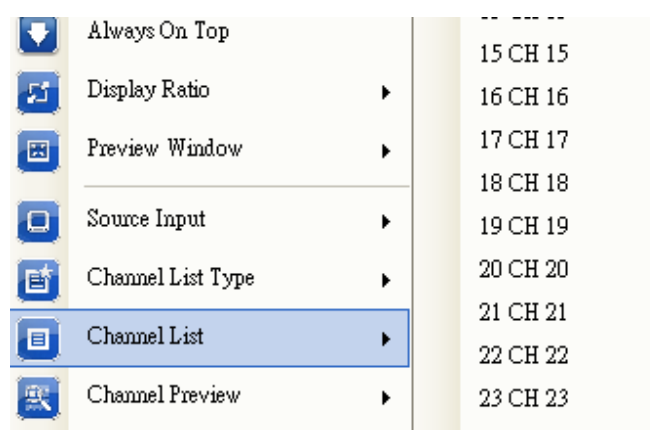 Always On Top
Display Ratio
Preview Window
Source Input
Channel List Type
Channel List
Channel Preview
15 CH 15
16 CH 16
17 CH 17
18 CH 18
19 CH 19
20 CH 20
21 CH 21
22 CH 22
23 CH 23